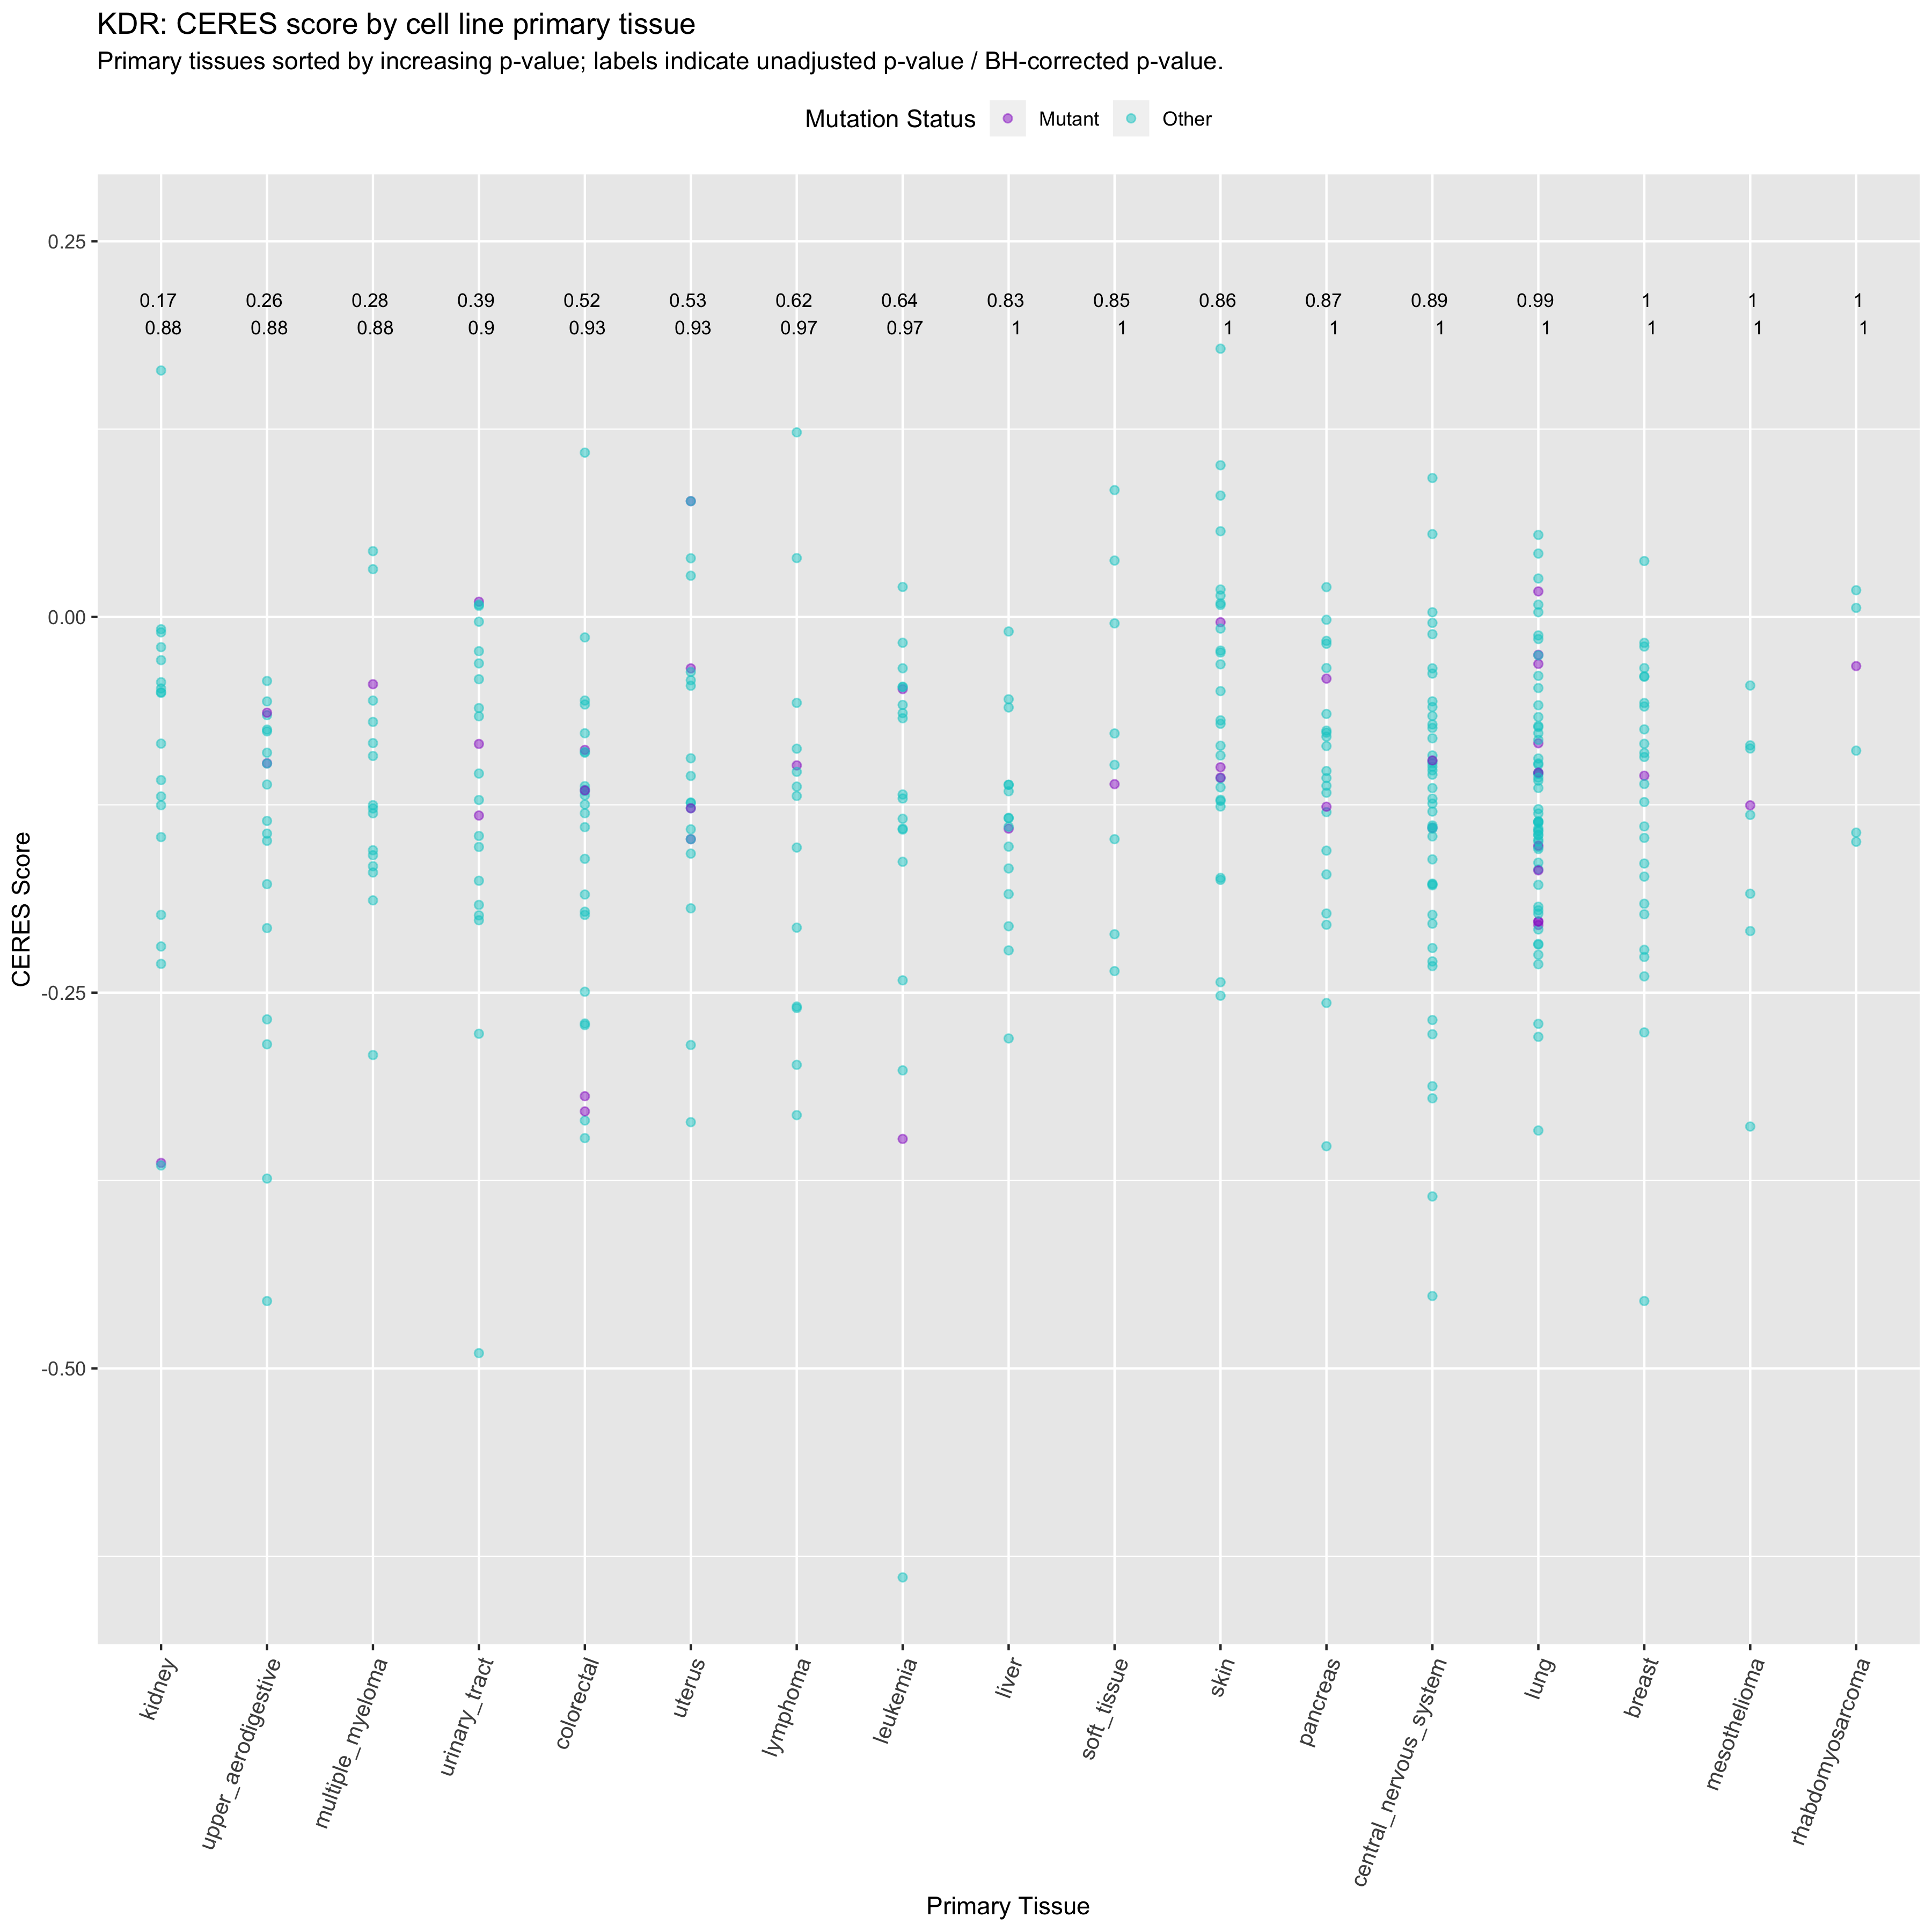 KDR: CERES score by cell line primary tissue
Primary tissues sorted by increasing p-value; labels indicate unadjusted p-value / BH-corrected p-value.
Mutation Status Mutant Other
0.25
0.17 0.26 0.28 0.39 0.52 0.53 0.62 0.64 0.83 0.85 0.86 0.87 0.89 0.99 1 1 1
0.88 0.88 0.88 0.9 0.93 0.93 0.97 0.97 1 1 1 1 1 1 1 1 1
0.00
-0.25
-0.50
CERES Score
kidney
upper_aerodigestive
multiple_myeloma
urinary_tract
colorectal
uterus
lymphoma
leukemia
liver
soft_tissue
skin
pancreas
central_nervous_system
lung
breast
mesothelioma
rhabdomyosarcoma
Primary Tissue